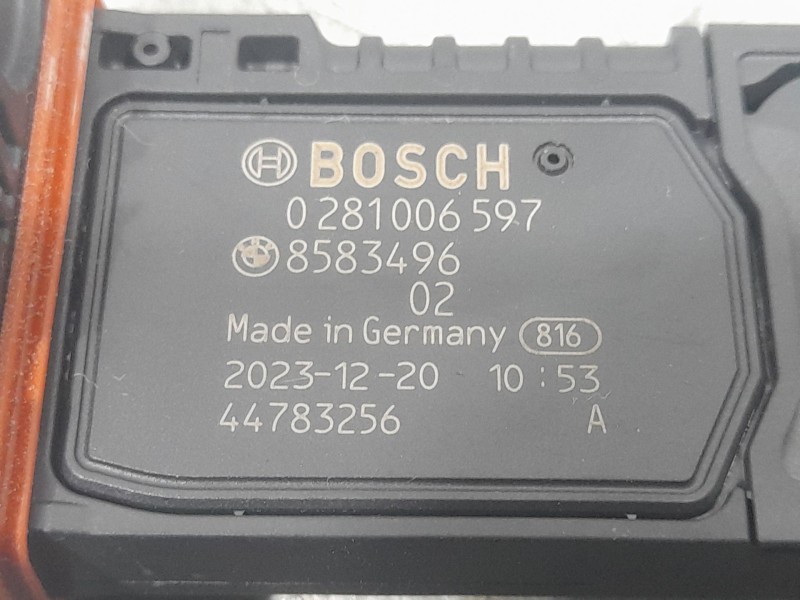 BOSCH
0 281 006 597
8583496
02
Made in Germany 816
2023-12-20 10:53
44783256 A